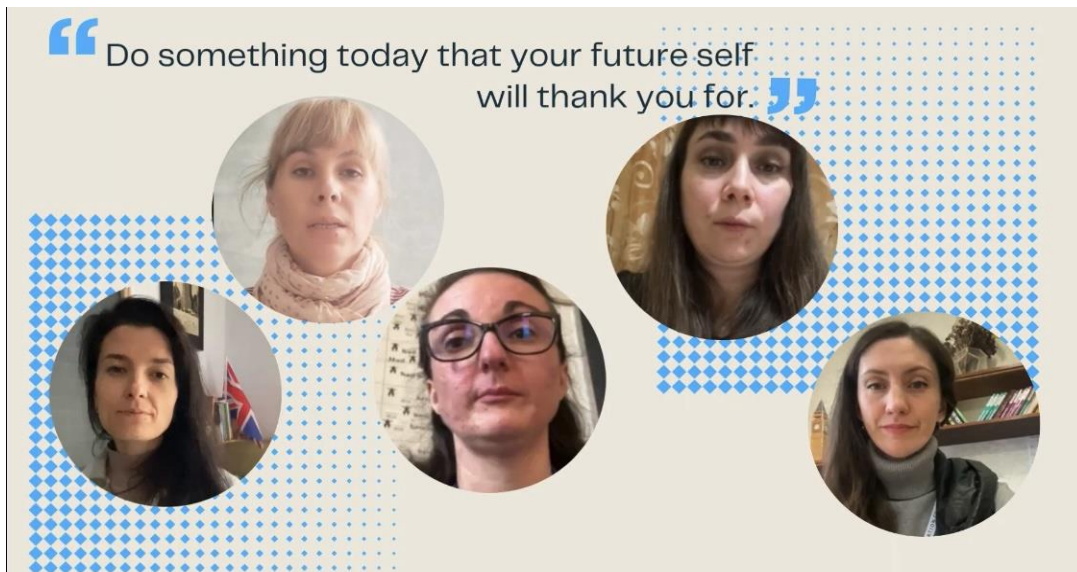 “Do something today that your future self
will thank you for.”